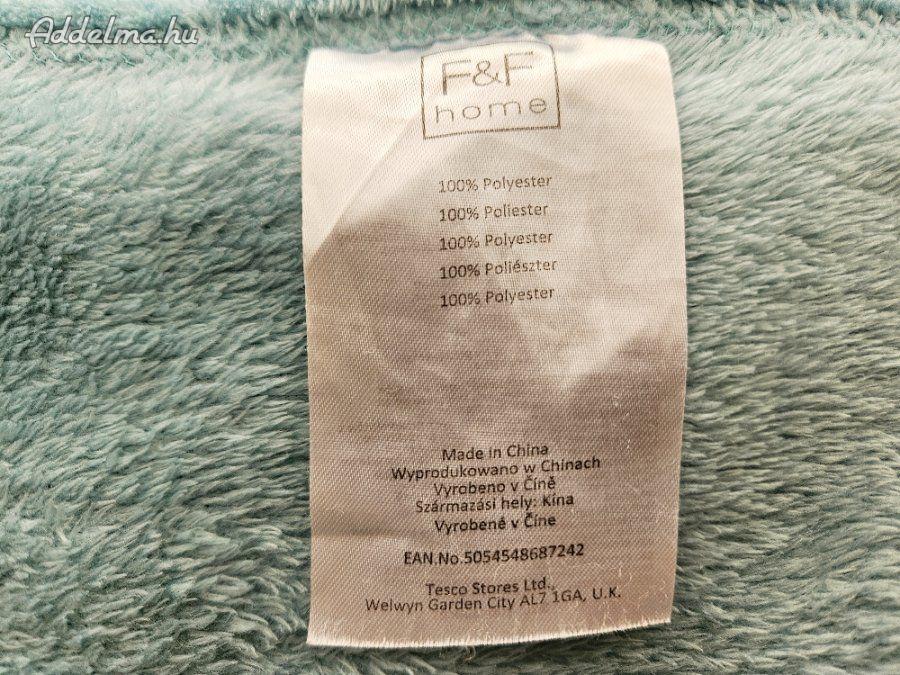 Addelma.hu
F&F
home
100% Polyester
100% Poliester
100% Polyester
100% Poliészter
100% Polyester
Made in China
Wyprodukowano w Chinach
Vyrobeno v Číně
Származási hely: Kína
Vyrobené v Číne
EAN.No.5054548687242
Tesco Stores Ltd.,
Welwyn Garden City AL7 1GA, U.K.